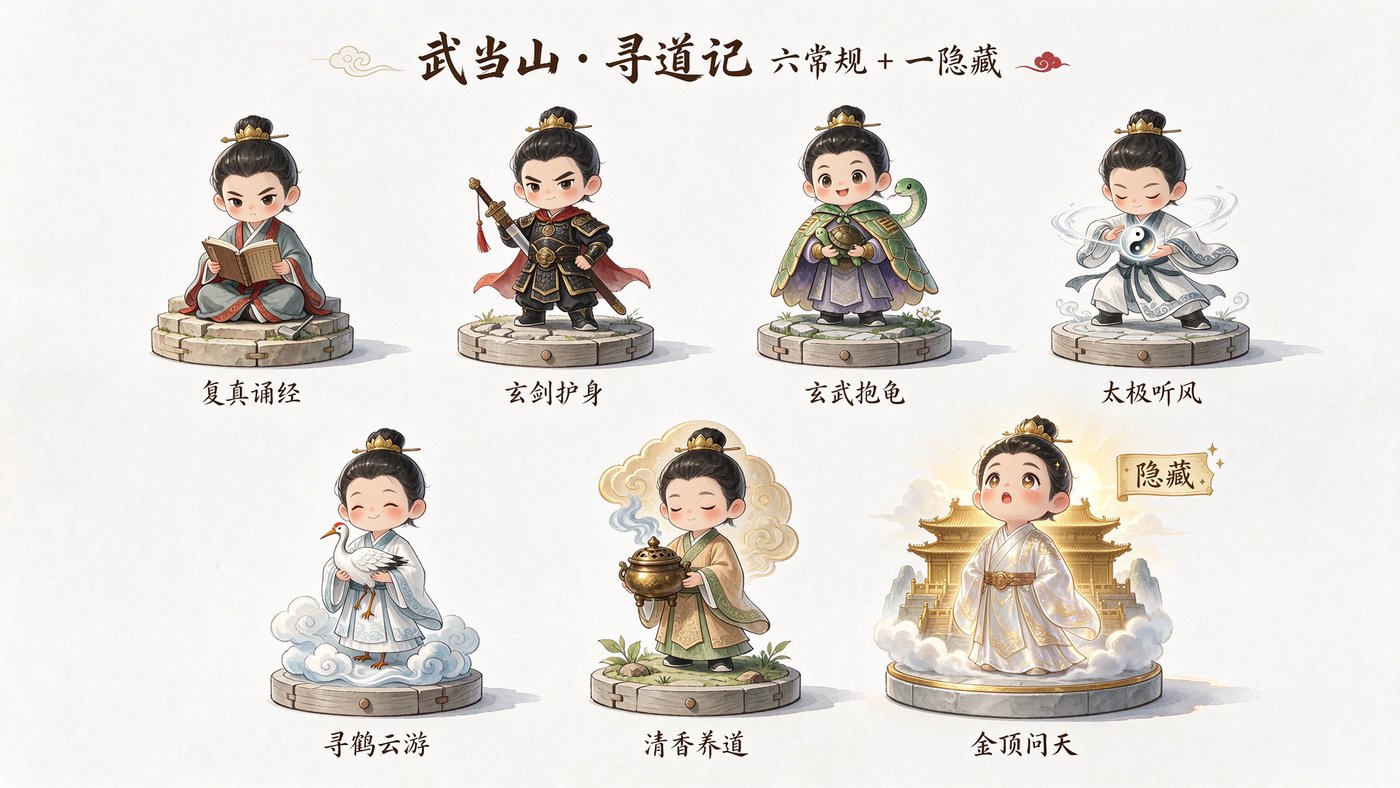 武当山·寻道记 六常规 + 一隐藏
复真诵经
玄剑护身
玄武抱龟
太极听风
隐藏
寻鹤云游
清香养道
金顶问天